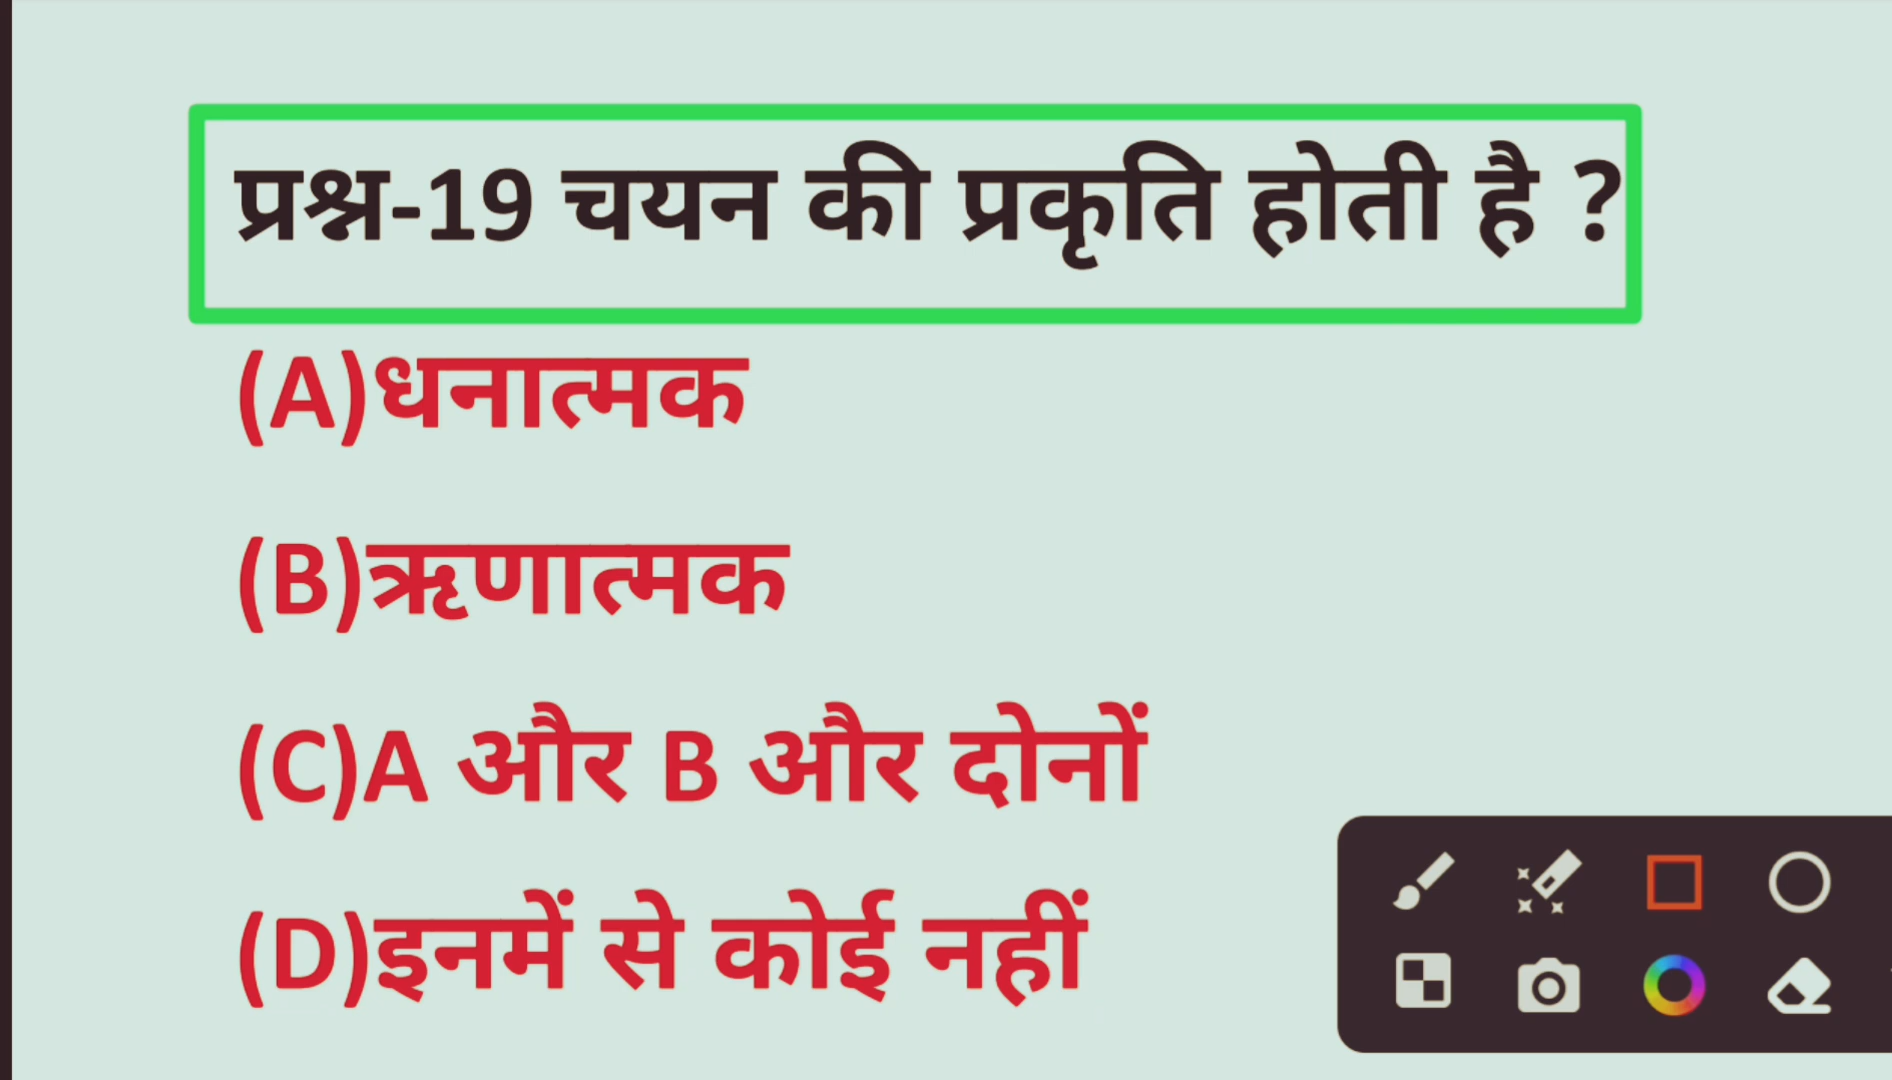 प्रश्न-19 चयन की प्रकृति होती है ?
(A)धनात्मक
(B)ऋणात्मक
(C)A और B और दोनों
(D)इनमें से कोई नहीं